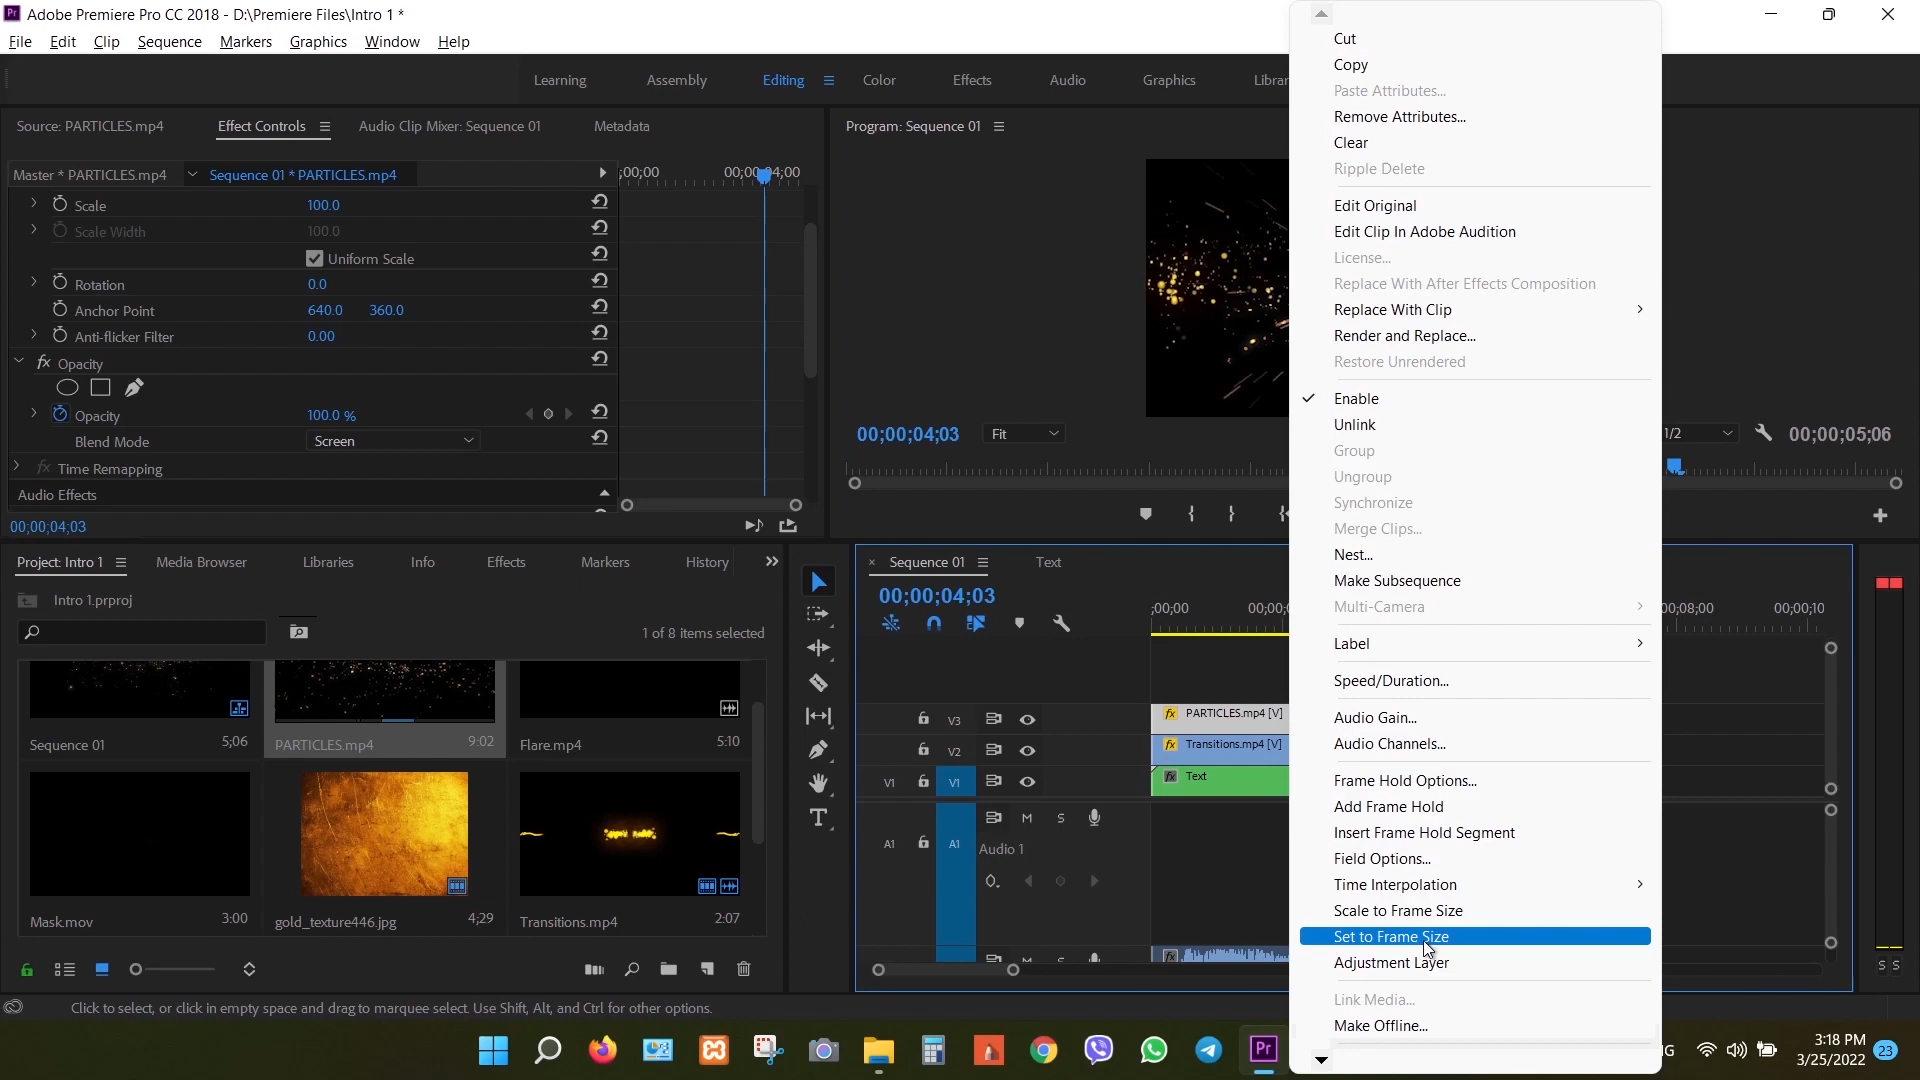 Adobe Premiere Pro CC 2018 - D:\Premiere Files\Intro 1 *
File Edit Clip Sequence Markers Graphics Window Help
Learning Assembly Editing Color Effects Audio Graphics
Source: PARTICLES.mp4 Effect Controls Audio Clip Mixer: Sequence 01 Metadata
Master * PARTICLES.mp4 Sequence 01 * PARTICLES.mp4
;00;00 00;00;04;00
Scale 100.0
Scale Width 100.0
Uniform Scale
Rotation 0.0
Anchor Point 640.0 360.0
Anti-flicker Filter 0.00
fx Opacity
Opacity 100.0 %
Blend Mode Screen
fx Time Remapping
Audio Effects
00;00;04;03
Program: Sequence 01
00;00;04;03 Fit 1/2 00;00;05;06
Project: Intro 1 Media Browser Libraries Info Effects Markers History
Intro 1.prproj
1 of 8 items selected
Sequence 01 5;06
PARTICLES.mp4 9:02
Flare.mp4 5:10
Mask.mov 3:00
gold_texture446.jpg 4;29
Transitions.mp4 2:07
Sequence 01 Text
00;00;04;03
;00;00 00;08;00 00;00;10
V3 fx PARTICLES.mp4 [V]
V2 fx Transitions.mp4 [V]
V1 V1 fx Text
M S
A1 A1 Audio 1
fx
S S
Click to select, or click in empty space and drag to marquee select. Use Shift, Alt, and Ctrl for other options.
Cut
Copy
Paste Attributes...
Remove Attributes...
Clear
Ripple Delete
Edit Original
Edit Clip In Adobe Audition
License...
Replace With After Effects Composition
Replace With Clip
Render and Replace...
Restore Unrendered
Enable
Unlink
Group
Ungroup
Synchronize
Merge Clips...
Nest...
Make Subsequence
Multi-Camera
Label
Speed/Duration...
Audio Gain...
Audio Channels...
Frame Hold Options...
Add Frame Hold
Insert Frame Hold Segment
Field Options...
Time Interpolation
Scale to Frame Size
Set to Frame Size
Adjustment Layer
Link Media...
Make Offline...
Pr
3:18 PM
3/25/2022
23